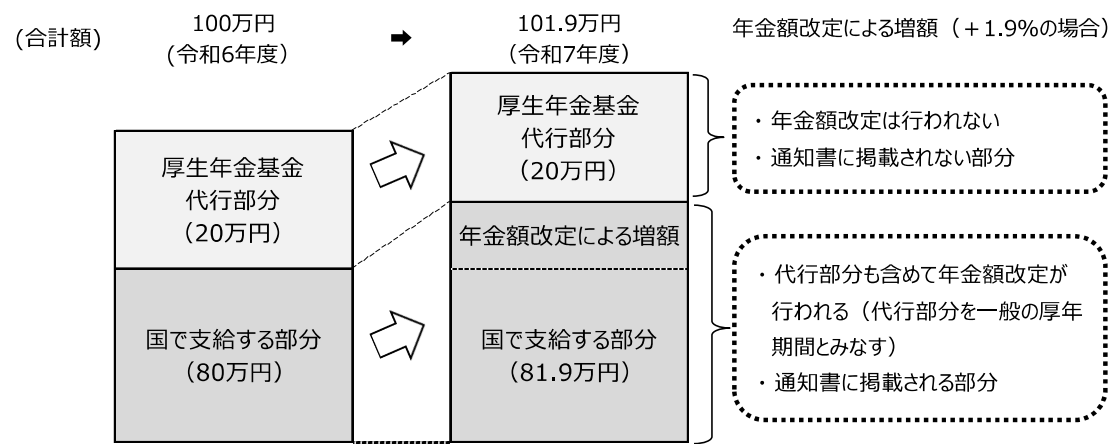 (合計額)
100万円
(令和6年度)
➡
101.9万円
(令和7年度)
年金額改定による増額(+1.9%の場合)
厚生年金基金
代行部分
(20万円)
国で支給する部分
(80万円)
厚生年金基金
代行部分
(20万円)
年金額改定による増額
国で支給する部分
(81.9万円)
・年金額改定は行われない
・通知書に掲載されない部分
・代行部分も含めて年金額改定が
行われる(代行部分を一般の厚年
期間とみなす)
・通知書に掲載される部分